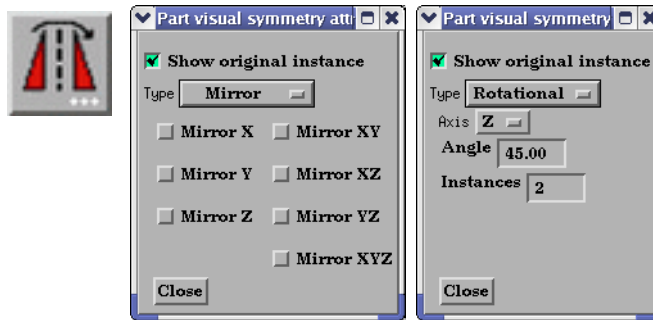 Part visual symmetry attr
Show original instance
Type Mirror
Mirror X Mirror XY
Mirror Y Mirror XZ
Mirror Z Mirror YZ
Mirror XYZ
Close
Part visual symmetry
Show original instance
Type Rotational
Axis Z
Angle 45.00
Instances 2
Close